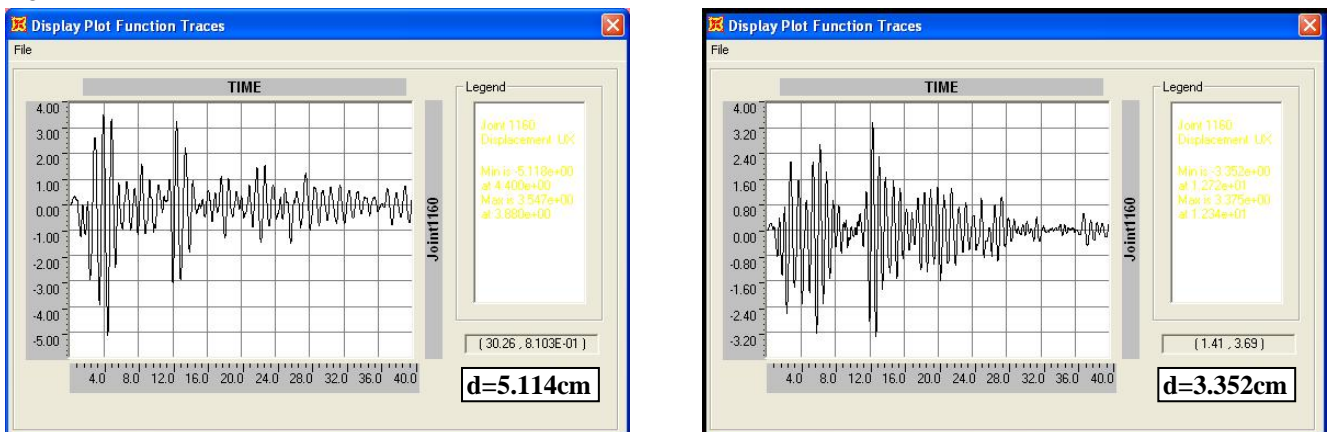 Display Plot Function Traces
File
TIME
4.00
3.00
2.00
1.00
0.00
-1.00
-2.00
-3.00
-4.00
-5.00
4.0 8.0 12.0 16.0 20.0 24.0 28.0 32.0 36.0 40.0
Joint1160
Legend
Joint 1160
Displacement UX
Min is -5.118e+00
at 4.400e+00
Max is 3.547e+00
at 3.880e+00
( 30.26 , 8.103E-01 )
d=5.114cm
Display Plot Function Traces
File
TIME
4.00
3.20
2.40
1.60
0.80
0.00
-0.80
-1.60
-2.40
-3.20
4.0 8.0 12.0 16.0 20.0 24.0 28.0 32.0 36.0 40.0
Joint1160
Legend
Joint 1160
Displacement UX
Min is -3.352e+00
at 1.272e+01
Max is 3.375e+00
at 1.234e+01
( 1.41 , 3.69 )
d=3.352cm